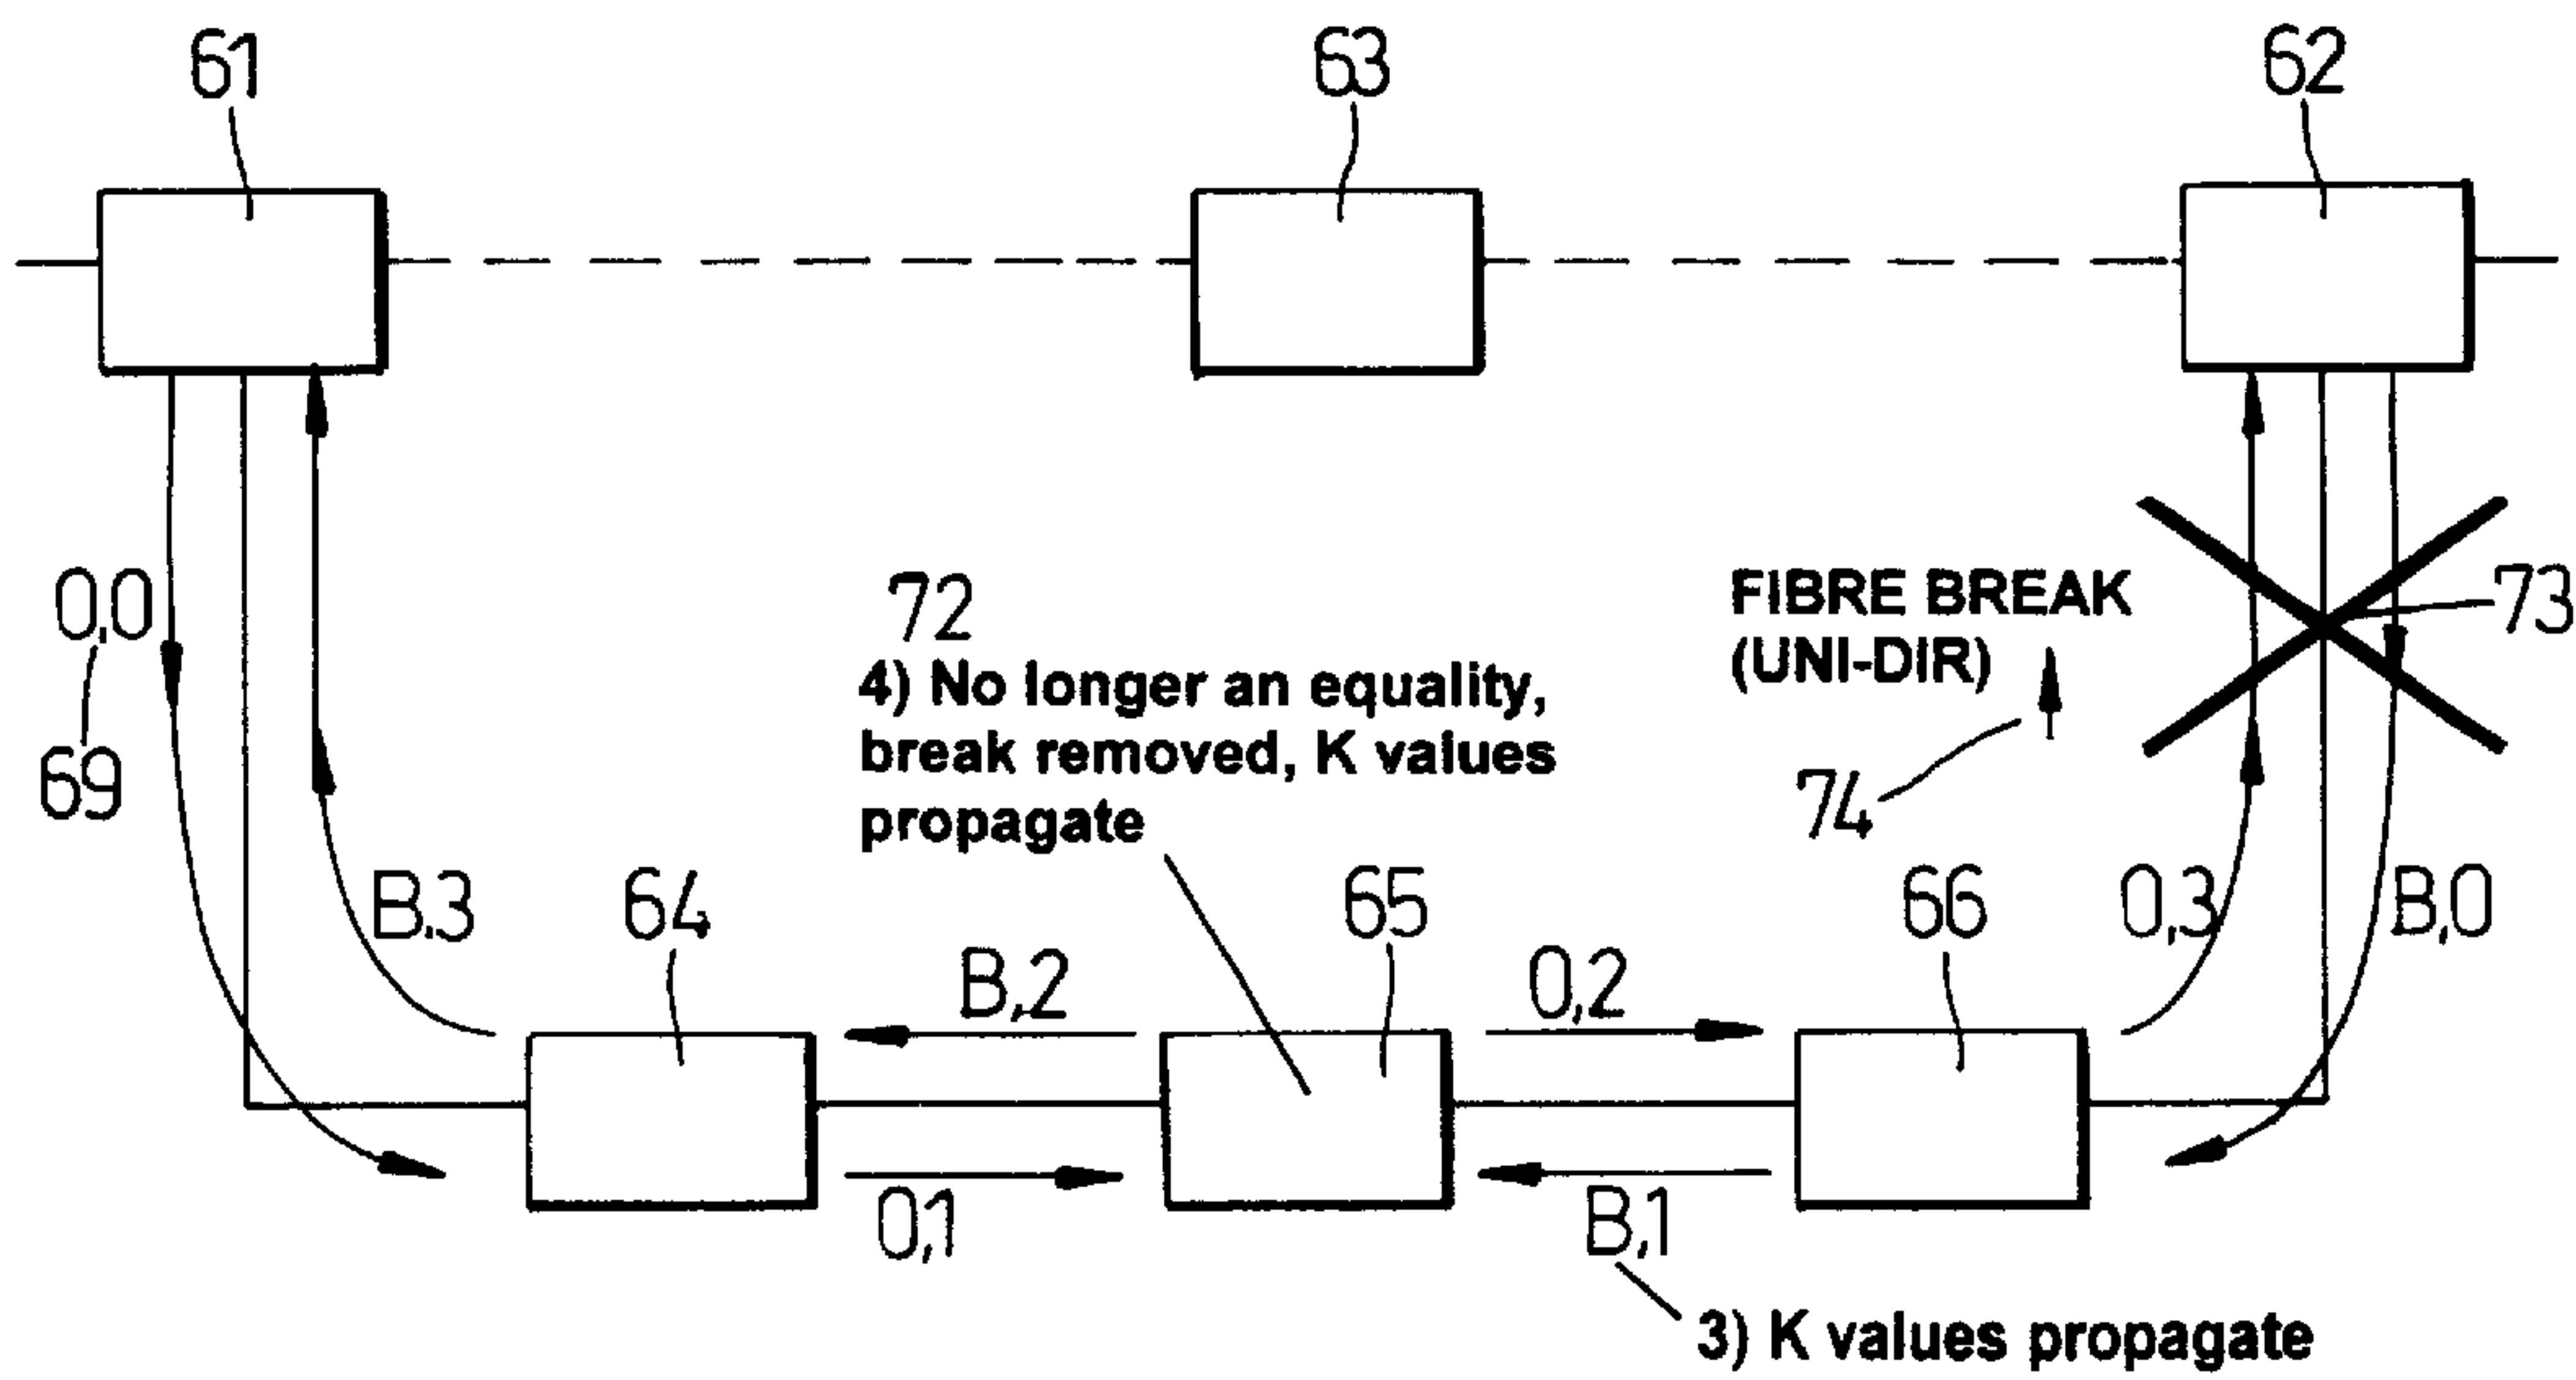 61
63
62
0,0
69
72
4) No longer an equality,
break removed, K values
propagate
FIBRE BREAK
(UNI-DIR)
73
74
B.3
64
65
66
0,3
B,0
B,2
0,2
0,1
B,1
3) K values propagate